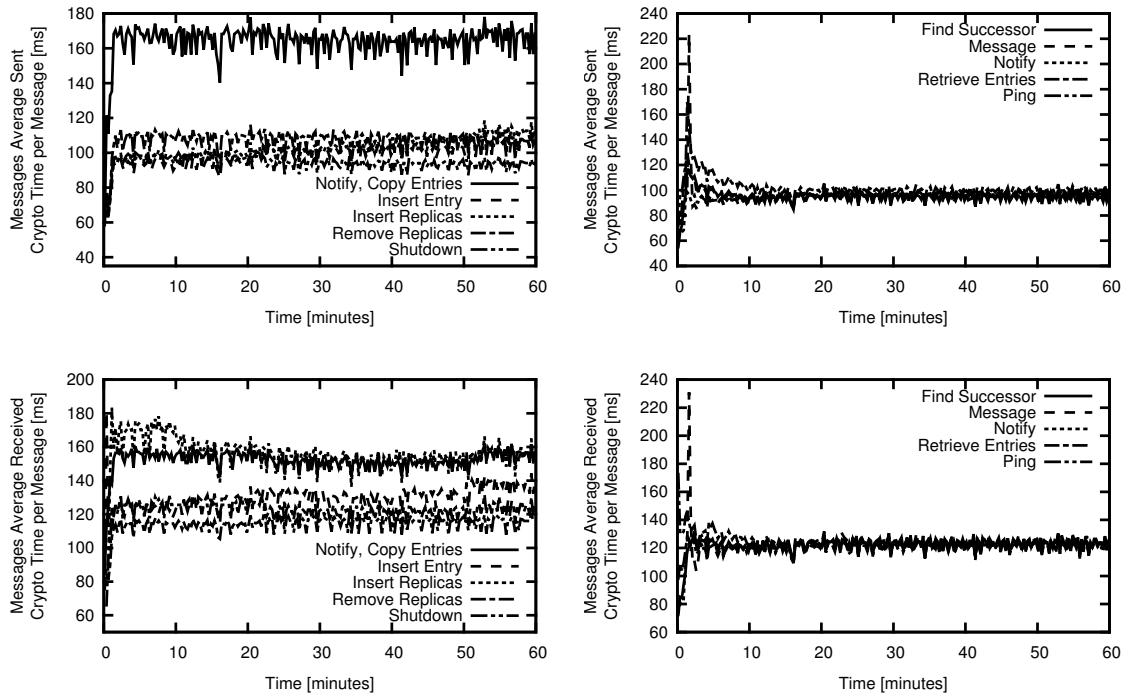 Messages Average Sent
Crypto Time per Message [ms]
180
160
140
120
100
80
60
40
0 10 20 30 40 50 60
Time [minutes]
Notify, Copy Entries
Insert Entry
Insert Replicas
Remove Replicas
Shutdown
Messages Average Sent
Crypto Time per Message [ms]
240
220
200
180
160
140
120
100
80
60
40
0 10 20 30 40 50 60
Time [minutes]
Find Successor
Message
Notify
Retrieve Entries
Ping
Messages Average Received
Crypto Time per Message [ms]
200
180
160
140
120
100
80
60
0 10 20 30 40 50 60
Time [minutes]
Notify, Copy Entries
Insert Entry
Insert Replicas
Remove Replicas
Shutdown
Messages Average Received
Crypto Time per Message [ms]
240
220
200
180
160
140
120
100
80
60
0 10 20 30 40 50 60
Time [minutes]
Find Successor
Message
Notify
Retrieve Entries
Ping